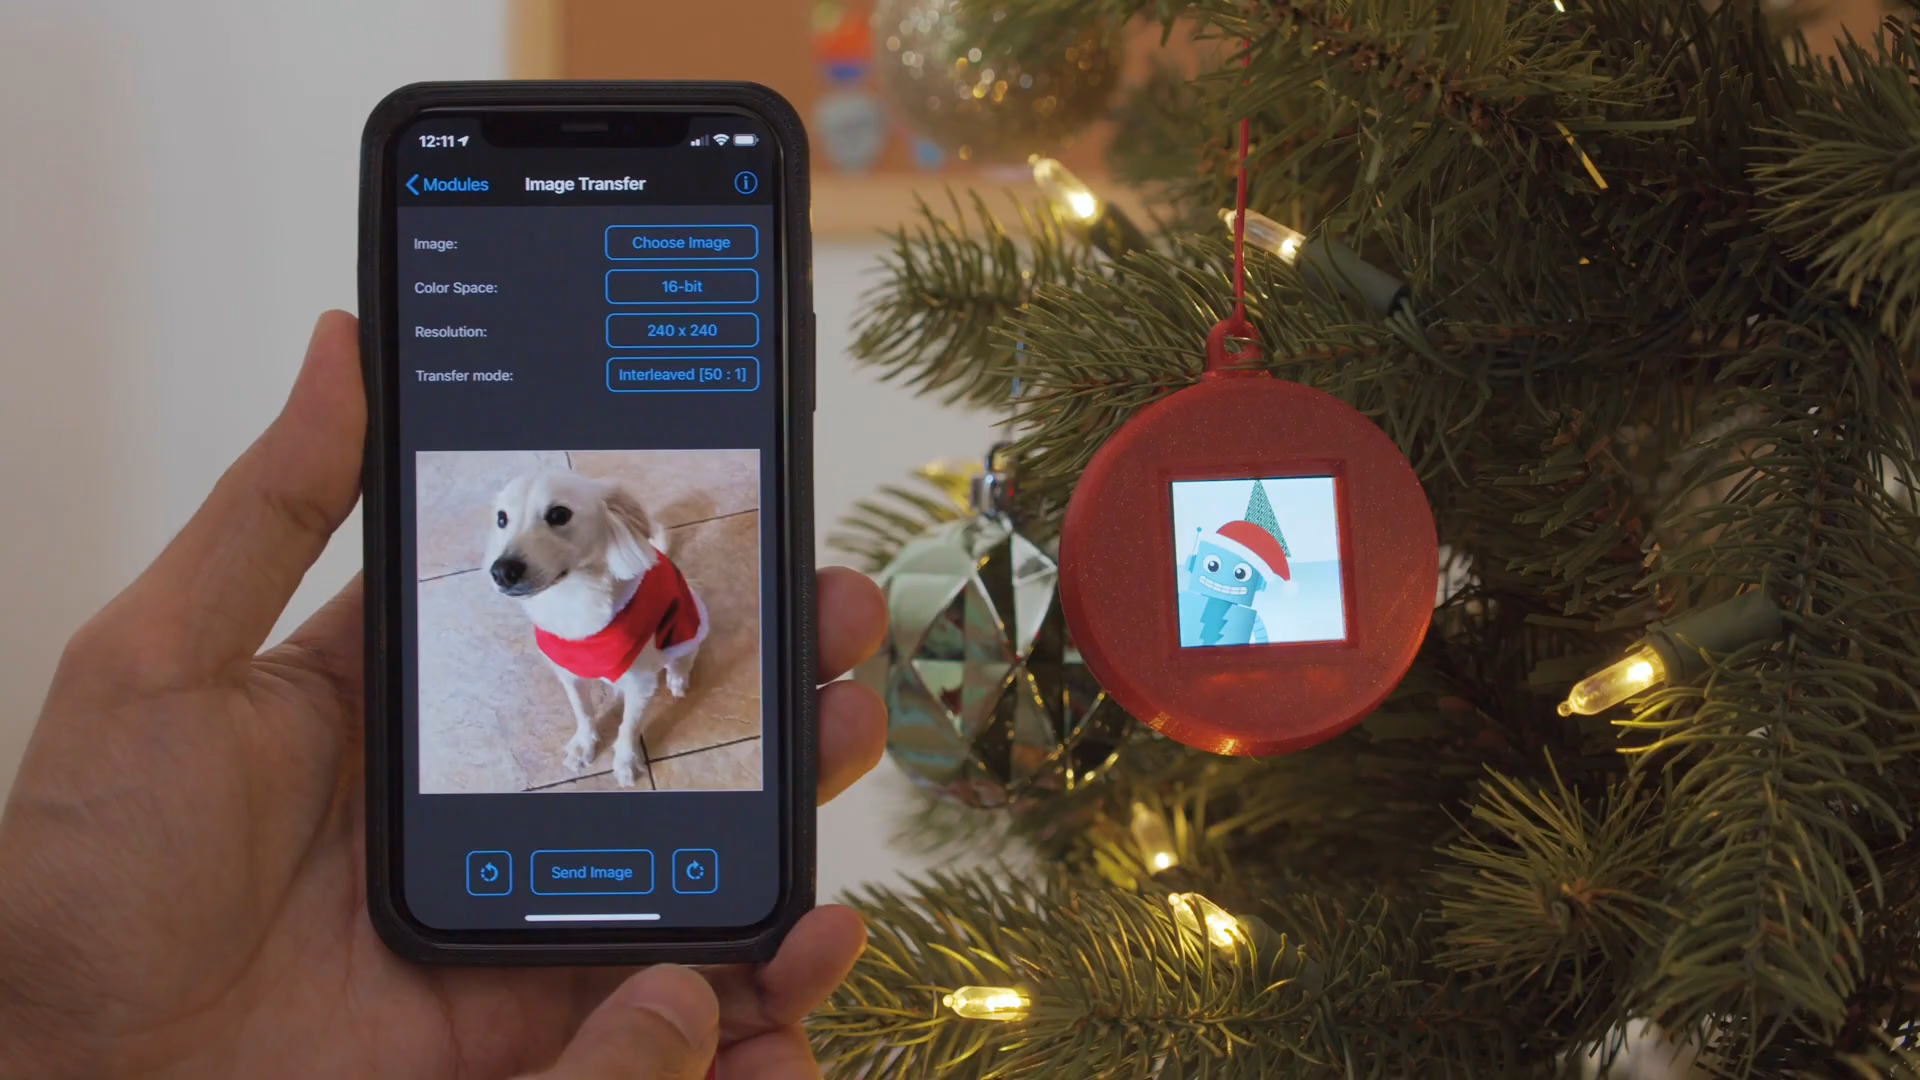 12:11
Modules Image Transfer
Image: Choose Image
Color Space: 16-bit
Resolution: 240 x 240
Transfer mode: Interleaved [50 : 1]
Send Image